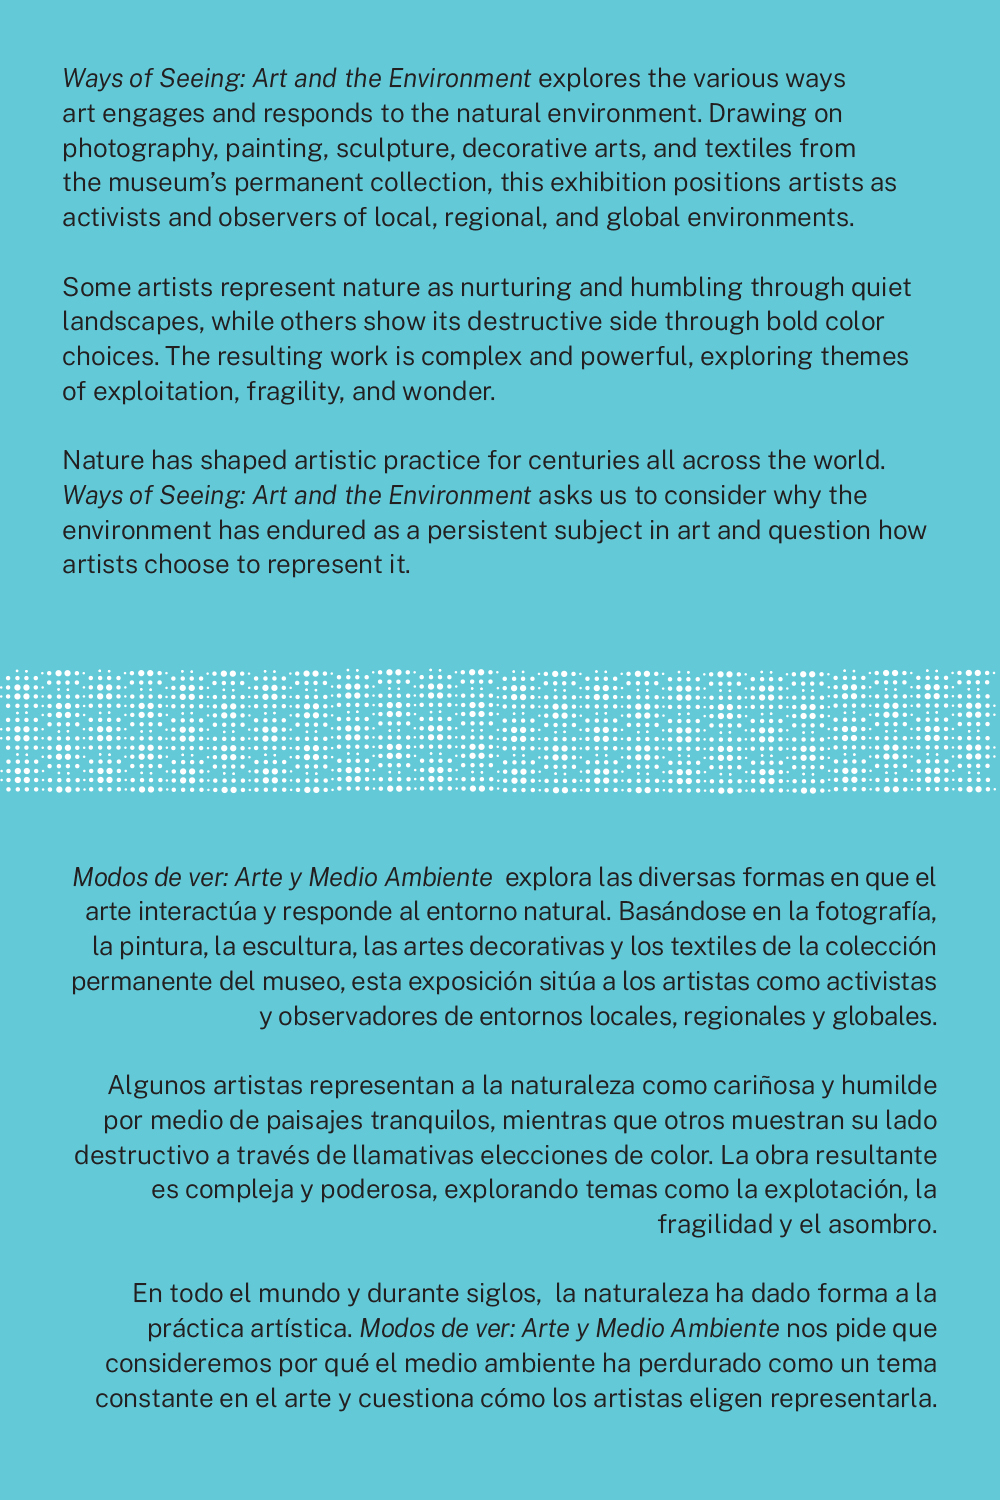 Ways of Seeing: Art and the Environment explores the various ways
art engages and responds to the natural environment. Drawing on
photography, painting, sculpture, decorative arts, and textiles from
the museum’s permanent collection, this exhibition positions artists as
activists and observers of local, regional, and global environments.
Some artists represent nature as nurturing and humbling through quiet
landscapes, while others show its destructive side through bold color
choices. The resulting work is complex and powerful, exploring themes
of exploitation, fragility, and wonder.
Nature has shaped artistic practice for centuries all across the world.
Ways of Seeing: Art and the Environment asks us to consider why the
environment has endured as a persistent subject in art and question how
artists choose to represent it.
Modos de ver: Arte y Medio Ambiente explora las diversas formas en que el
arte interactúa y responde al entorno natural. Basándose en la fotografía,
la pintura, la escultura, las artes decorativas y los textiles de la colección
permanente del museo, esta exposición sitúa a los artistas como activistas
y observadores de entornos locales, regionales y globales.
Algunos artistas representan a la naturaleza como cariñosa y humilde
por medio de paisajes tranquilos, mientras que otros muestran su lado
destructivo a través de llamativas elecciones de color. La obra resultante
es compleja y poderosa, explorando temas como la explotación, la
fragilidad y el asombro.
En todo el mundo y durante siglos, la naturaleza ha dado forma a la
práctica artística. Modos de ver: Arte y Medio Ambiente nos pide que
consideremos por qué el medio ambiente ha perdurado como un tema
constante en el arte y cuestiona cómo los artistas eligen representarla.